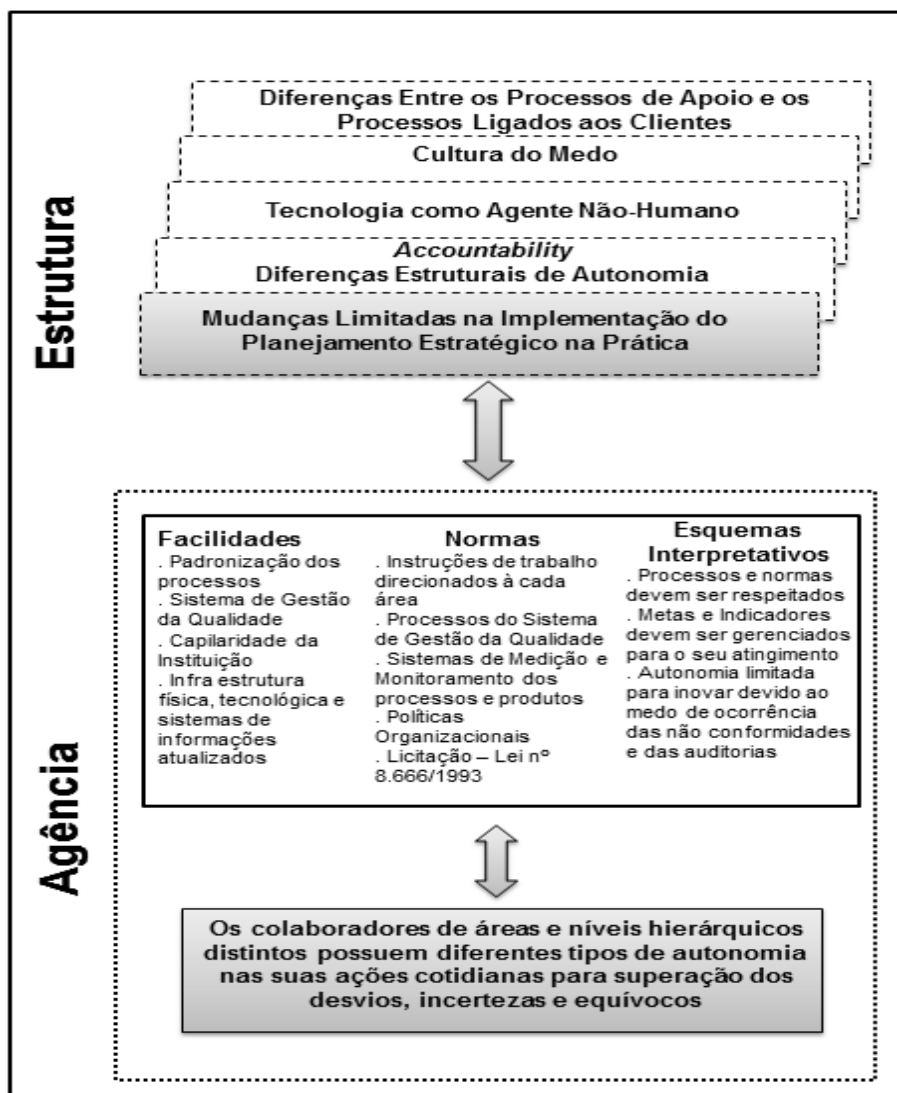 Estrutura
Diferenças Entre os Processos de Apoio e os
Processos Ligados aos Clientes
Cultura do Medo
Tecnologia como Agente Não-Humano
Accountability
Diferenças Estruturais de Autonomia
Mudanças Limitadas na Implementação do
Planejamento Estratégico na Prática
Agência
Facilidades
. Padronização dos
processos
. Sistema de Gestão
da Qualidade
. Capilaridade da
Instituição
. Infra estrutura
física, tecnológica e
sistemas de
informações
atualizados
Normas
. Instruções de trabalho
direcionados à cada
área
. Processos do Sistema
de Gestão da Qualidade
. Sistemas de Medição e
Monitoramento dos
processos e produtos
. Políticas
Organizacionais
. Licitação – Lei nº
8.666/1993
Esquemas
Interpretativos
. Processos e normas
devem ser respeitados
. Metas e Indicadores
devem ser gerenciados
para o seu atingimento
. Autonomia limitada
para inovar devido ao
medo de ocorrência
das não conformidades
e das auditorias
Os colaboradores de áreas e níveis hierárquicos
distintos possuem diferentes tipos de autonomia
nas suas ações cotidianas para superação dos
desvios, incertezas e equívocos